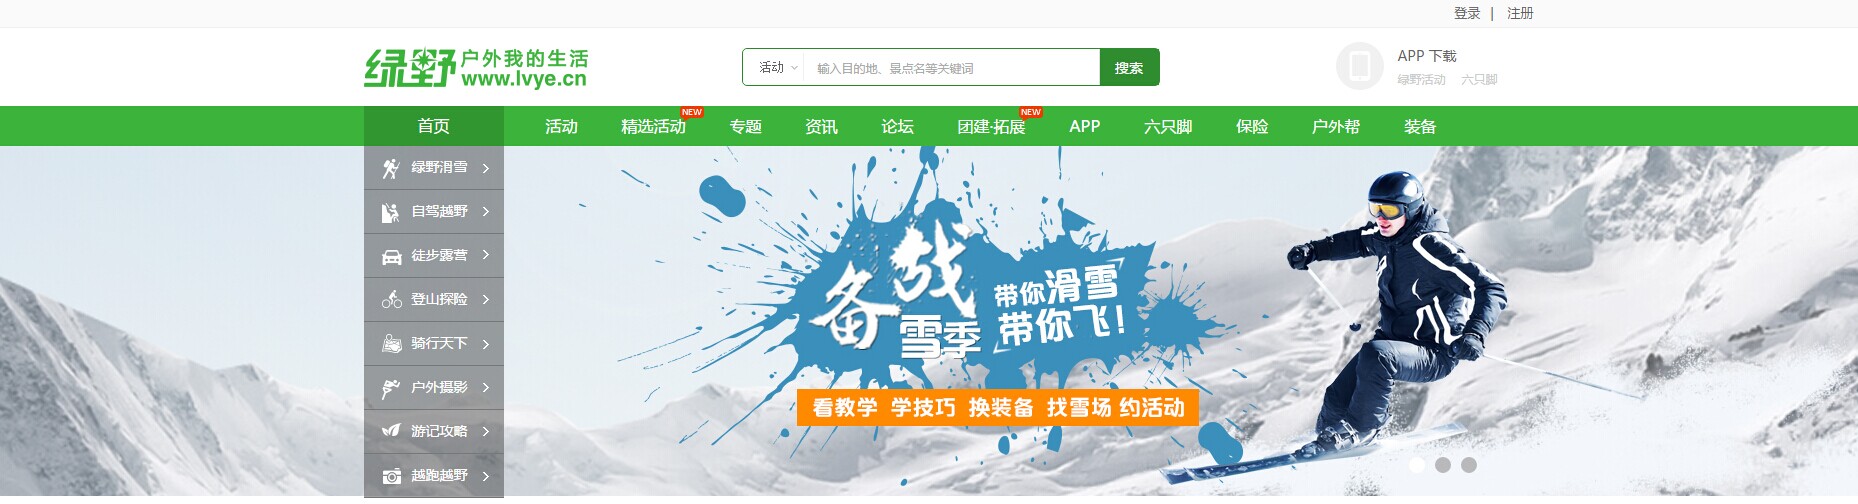 登录 | 注册
绿野 户外我的生活
www.lvye.cn
活动 输入目的地、景点名等关键词 搜索
APP 下载
绿野活动 六只脚
首页 活动 精选活动 NEW 专题 资讯 论坛 团建·拓展 NEW APP 六只脚 保险 户外帮 装备
绿野滑雪
自驾越野
徒步露营
登山探险
骑行天下
户外摄影
游记攻略
越跑越野
备战
雪季
带你滑雪
带你飞!
看教学 学技巧 换装备 找雪场 约活动